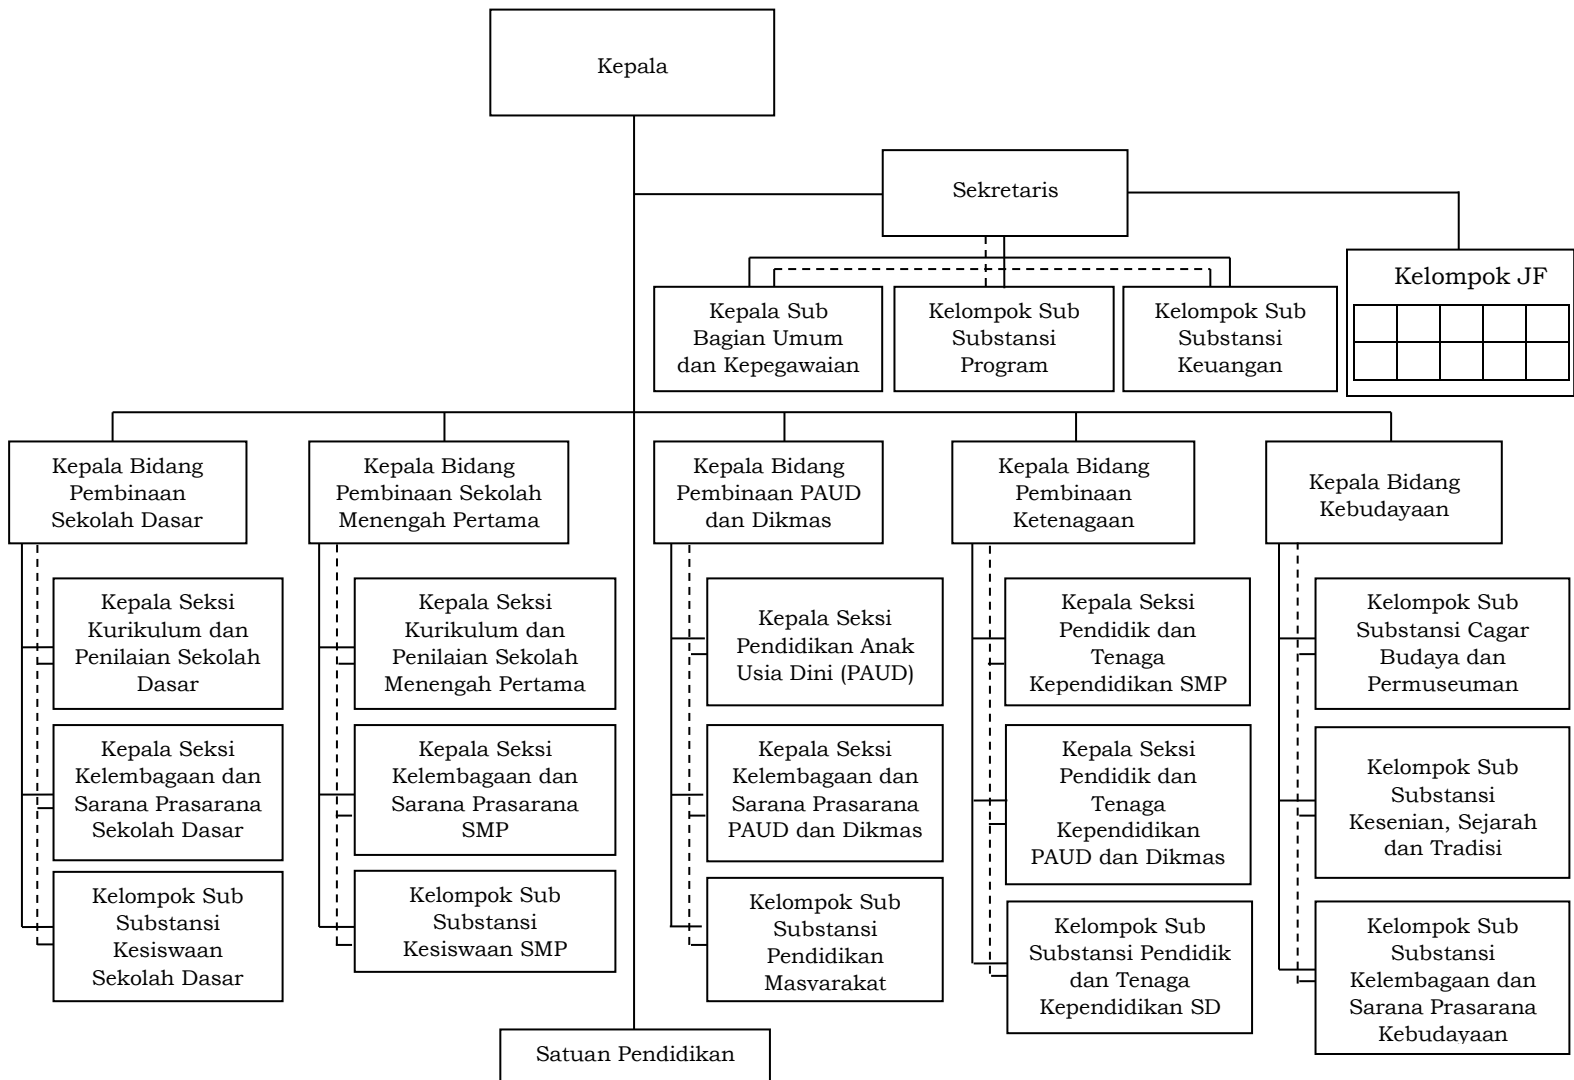 Kepala
Sekretaris
Kelompok JF
Kepala Sub
Bagian Umum
dan Kepegawaian
Kelompok Sub
Substansi
Program
Kelompok Sub
Substansi
Keuangan
Kepala Bidang
Pembinaan
Sekolah Dasar
Kepala Bidang
Pembinaan Sekolah
Menengah Pertama
Kepala Bidang
Pembinaan PAUD
dan Dikmas
Kepala Bidang
Pembinaan
Ketenagaan
Kepala Bidang
Kebudayaan
Kepala Seksi
Kurikulum dan
Penilaian Sekolah
Dasar
Kepala Seksi
Kelembagaan dan
Sarana Prasarana
Sekolah Dasar
Kelompok Sub
Substansi
Kesiswaan
Sekolah Dasar
Kepala Seksi
Kurikulum dan
Penilaian Sekolah
Menengah Pertama
Kepala Seksi
Kelembagaan dan
Sarana Prasarana
SMP
Kelompok Sub
Substansi
Kesiswaan SMP
Kepala Seksi
Pendidikan Anak
Usia Dini (PAUD)
Kepala Seksi
Kelembagaan dan
Sarana Prasarana
PAUD dan Dikmas
Kelompok Sub
Substansi
Pendidikan
Masyarakat
Kepala Seksi
Pendidik dan
Tenaga
Kependidikan SMP
Kepala Seksi
Pendidik dan
Tenaga
Kependidikan
PAUD dan Dikmas
Kelompok Sub
Substansi Pendidik
dan Tenaga
Kependidikan SD
Kelompok Sub
Substansi Cagar
Budaya dan
Permuseuman
Kelompok Sub
Substansi
Kesenian, Sejarah
dan Tradisi
Kelompok Sub
Substansi
Kelembagaan dan
Sarana Prasarana
Kebudayaan
Satuan Pendidikan